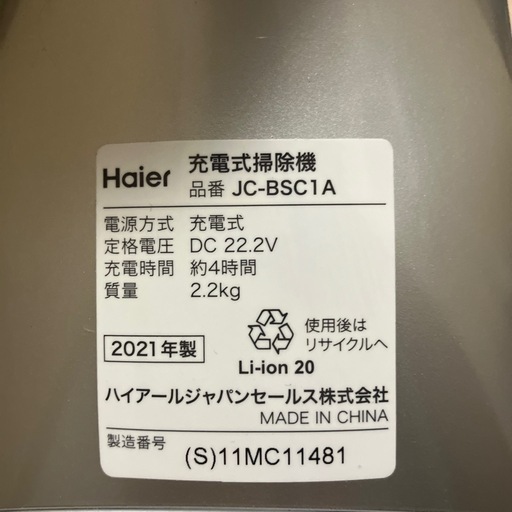 Haier 充電式掃除機
品番 JC-BSC1A
電源方式 充電式
定格電圧 DC 22.2V
充電時間 約4時間
質量 2.2kg
2021年製
使用後は
リサイクルへ
Li-ion 20
ハイアールジャパンセールス株式会社
MADE IN CHINA
製造番号
(S)11MC11481